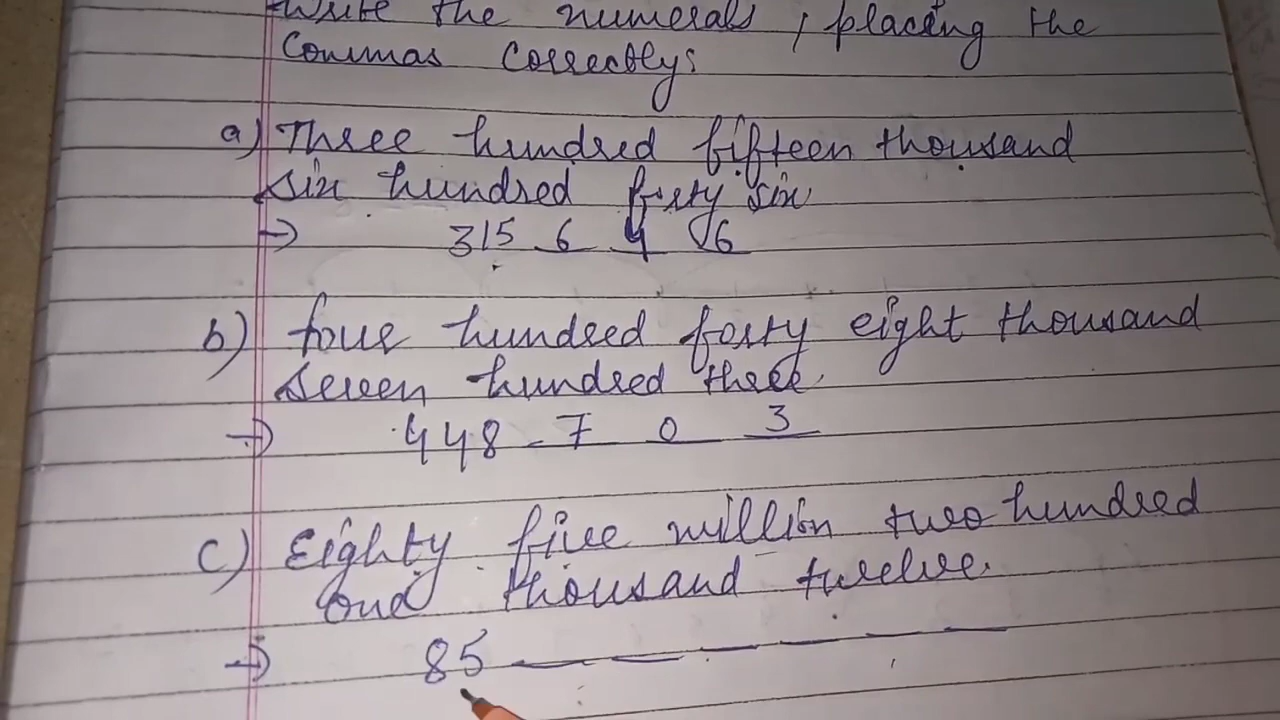 Write the numerals, placing the
Commas Correctly:
a) Three hundred fifteen thousand
six hundred forty six
→ 315 6 4 6
b) four hundred forty eight thousand
seven hundred three
→ 448 7 0 3
c) Eighty five million two hundred
one thousand twelve.
→ 85